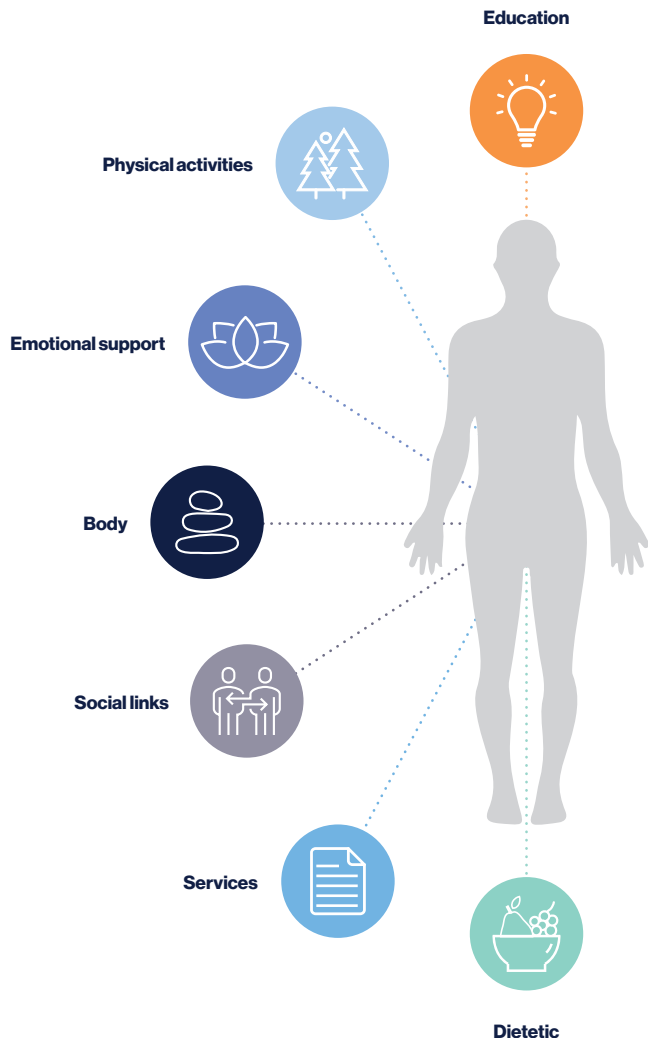 Education
Physical activities
Emotional support
Body
Social links
Services
Dietetic